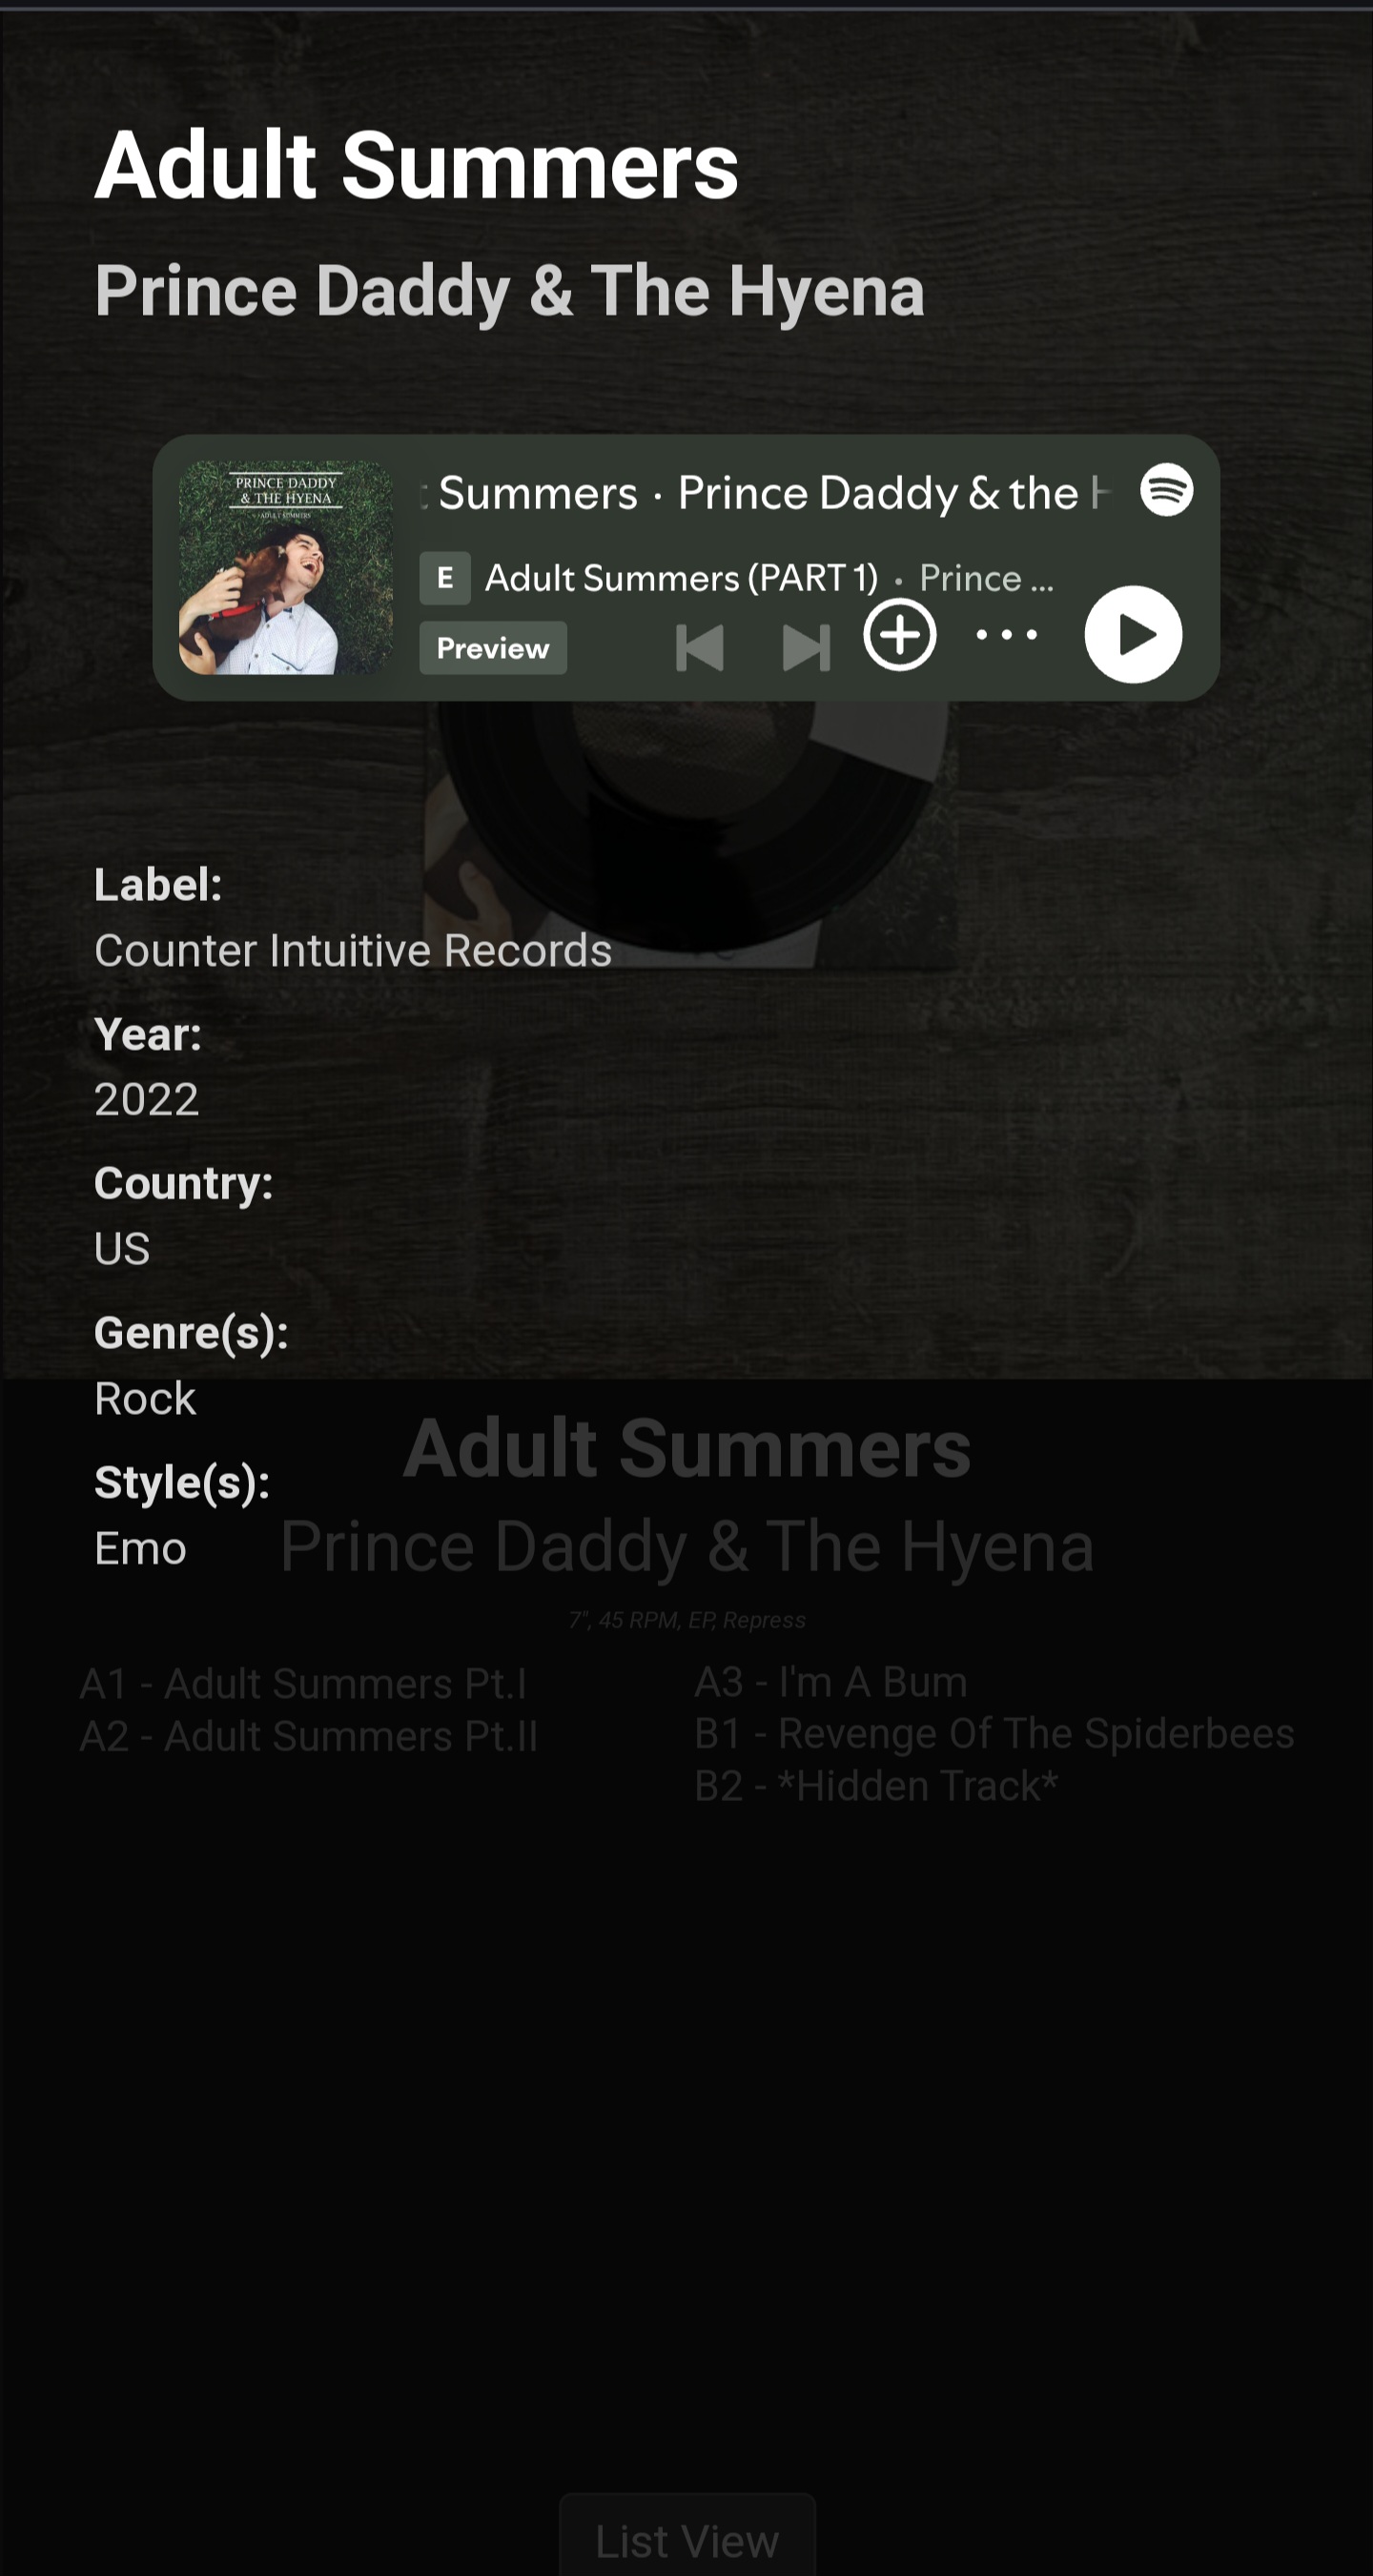 Adult Summers
Prince Daddy & The Hyena
PRINCE DADDY
& THE HYENA
ADULT SUMMERS
Summers · Prince Daddy & the H
E Adult Summers (PART 1) · Prince ...
Preview
Label:
Counter Intuitive Records
Year:
2022
Country:
US
Genre(s):
Rock
Style(s):
Emo
Adult Summers
Prince Daddy & The Hyena
7", 45 RPM, EP, Repress
A1 - Adult Summers Pt.I
A2 - Adult Summers Pt.II
A3 - I'm A Bum
B1 - Revenge Of The Spiderbees
B2 - *Hidden Track*
List View